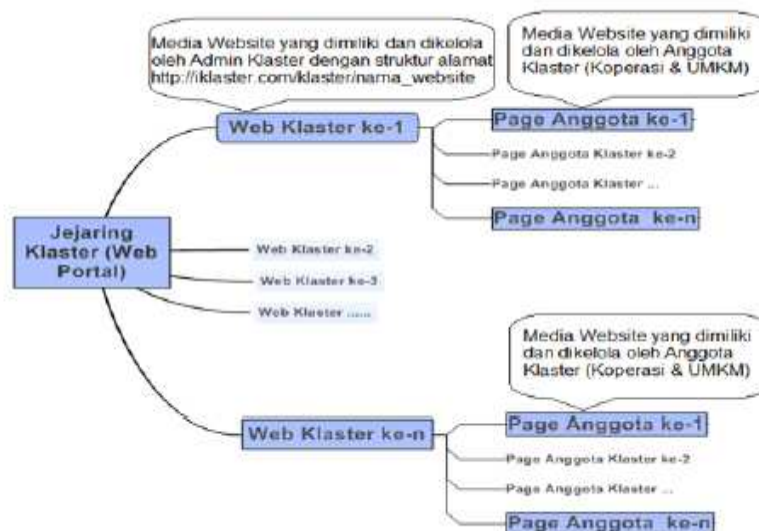 Media Website yang dimiliki dan dikelola
oleh Admin Klaster dengan struktur alamat
http://iklaster.com/klaster/nama_website
Media Website yang dimiliki
dan dikelola oleh Anggota
Klaster (Koperasi & UMKM)
Web Klaster ke-1
Page Anggota ke-1
Page Anggota Klaster ke-2
Page Anggota Klaster ...
Page Anggota ke-n
Jejaring
Klaster (Web
Portal)
Web Klaster ke-2
Web Klaster ke-3
Web Klaster ......
Media Website yang dimiliki
dan dikelola oleh Anggota
Klaster (Koperasi & UMKM)
Web Klaster ke-n
Page Anggota ke-1
Page Anggota Klaster ke-2
Page Anggota Klaster ...
Page Anggota ke-n